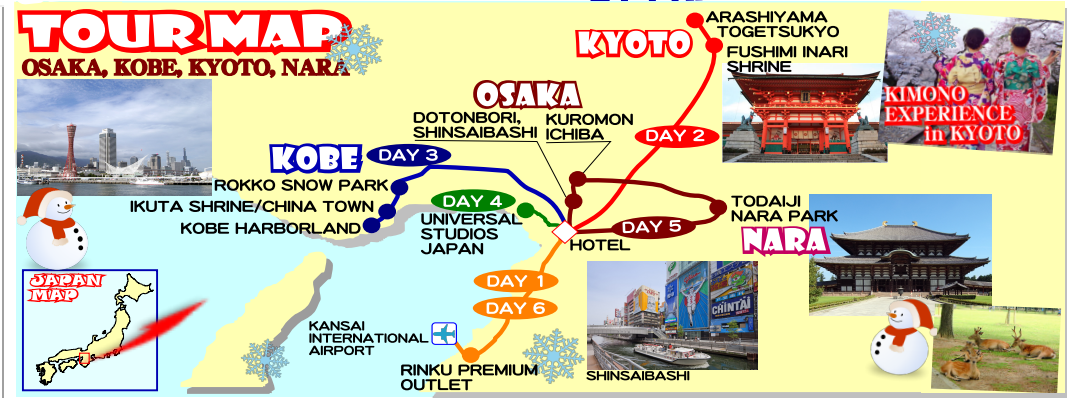 TOUR MAP
OSAKA, KOBE, KYOTO, NARA
KYOTO
ARASHIYAMA
TOGETSUKYO
FUSHIMI INARI
SHRINE
KIMONO
EXPERIENCE
in KYOTO
OSAKA
DOTONBORI,
SHINSAIBASHI
KUROMON
ICHIBA
DAY 2
KOBE
DAY 3
ROKKO SNOW PARK
IKUTA SHRINE/CHINA TOWN
KOBE HARBORLAND
DAY 4
UNIVERSAL
STUDIOS
JAPAN
HOTEL
DAY 5
TODAIJI
NARA PARK
NARA
DAY 1
DAY 6
JAPAN
MAP
KANSAI
INTERNATIONAL
AIRPORT
RINKU PREMIUM
OUTLET
CHINTAI
SHINSAIBASHI